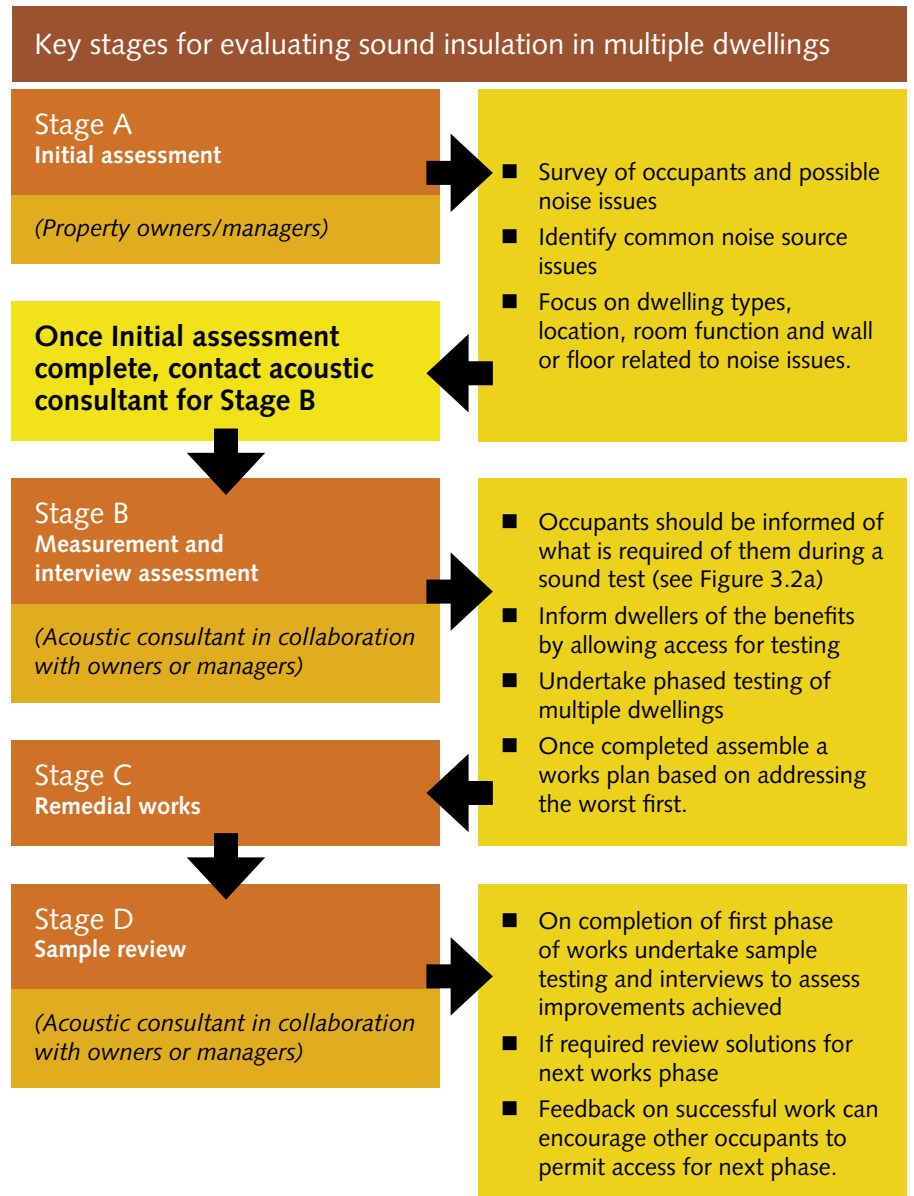 Key stages for evaluating sound insulation in multiple dwellings
Stage A
Initial assessment
(Property owners/managers)
■ Survey of occupants and possible
noise issues
■ Identify common noise source
issues
■ Focus on dwelling types,
location, room function and wall
or floor related to noise issues.
Once Initial assessment
complete, contact acoustic
consultant for Stage B
Stage B
Measurement and
interview assessment
(Acoustic consultant in collaboration
with owners or managers)
■ Occupants should be informed of
what is required of them during a
sound test (see Figure 3.2a)
■ Inform dwellers of the benefits
by allowing access for testing
■ Undertake phased testing of
multiple dwellings
■ Once completed assemble a
works plan based on addressing
the worst first.
Stage C
Remedial works
Stage D
Sample review
(Acoustic consultant in collaboration
with owners or managers)
■ On completion of first phase
of works undertake sample
testing and interviews to assess
improvements achieved
■ If required review solutions for
next works phase
■ Feedback on successful work can
encourage other occupants to
permit access for next phase.